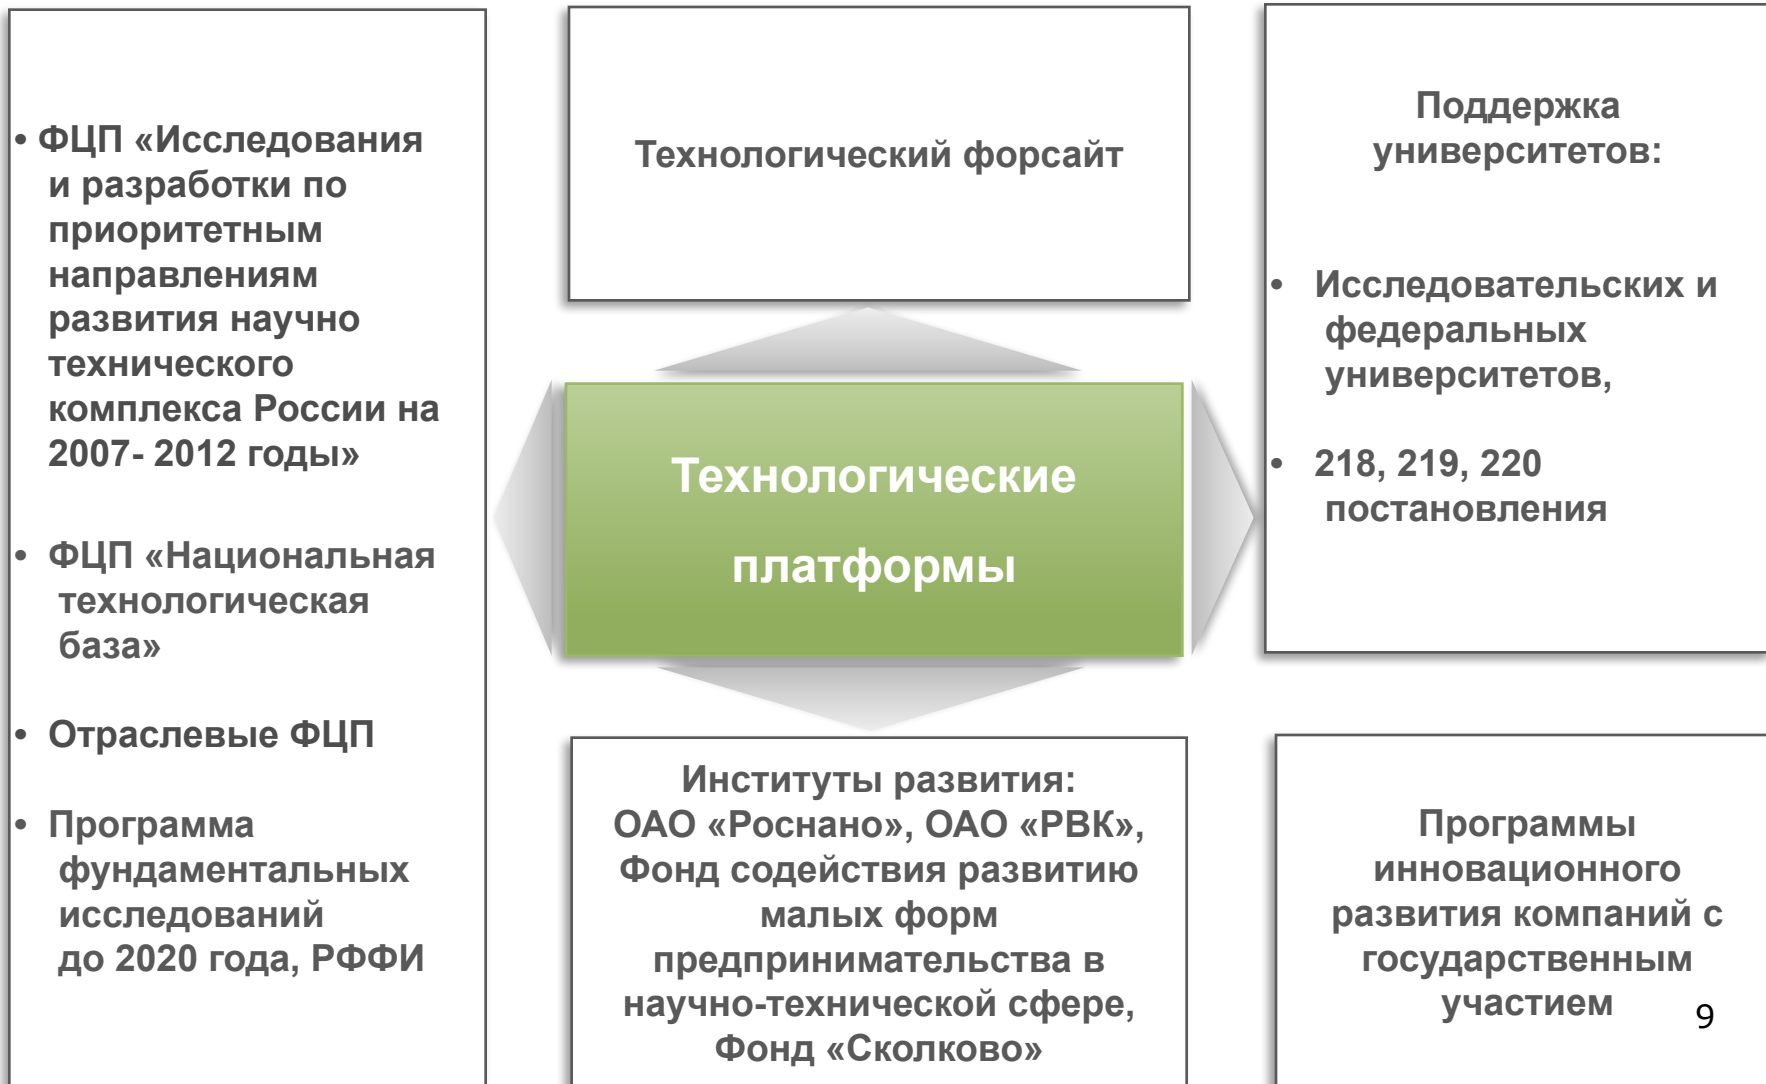 • ФЦП «Исследования
и разработки по
приоритетным
направлениям
развития научно
технического
комплекса России на
2007- 2012 годы»
• ФЦП «Национальная
технологическая
база»
• Отраслевые ФЦП
• Программа
фундаментальных
исследований
до 2020 года, РФФИ
Технологический форсайт
Технологические
платформы
Институты развития:
ОАО «Роснано», ОАО «РВК»,
Фонд содействия развитию
малых форм
предпринимательства в
научно-технической сфере,
Фонд «Сколково»
Поддержка
университетов:
• Исследовательских и
федеральных
университетов,
• 218, 219, 220
постановления
Программы
инновационного
развития компаний с
государственным
участием
9